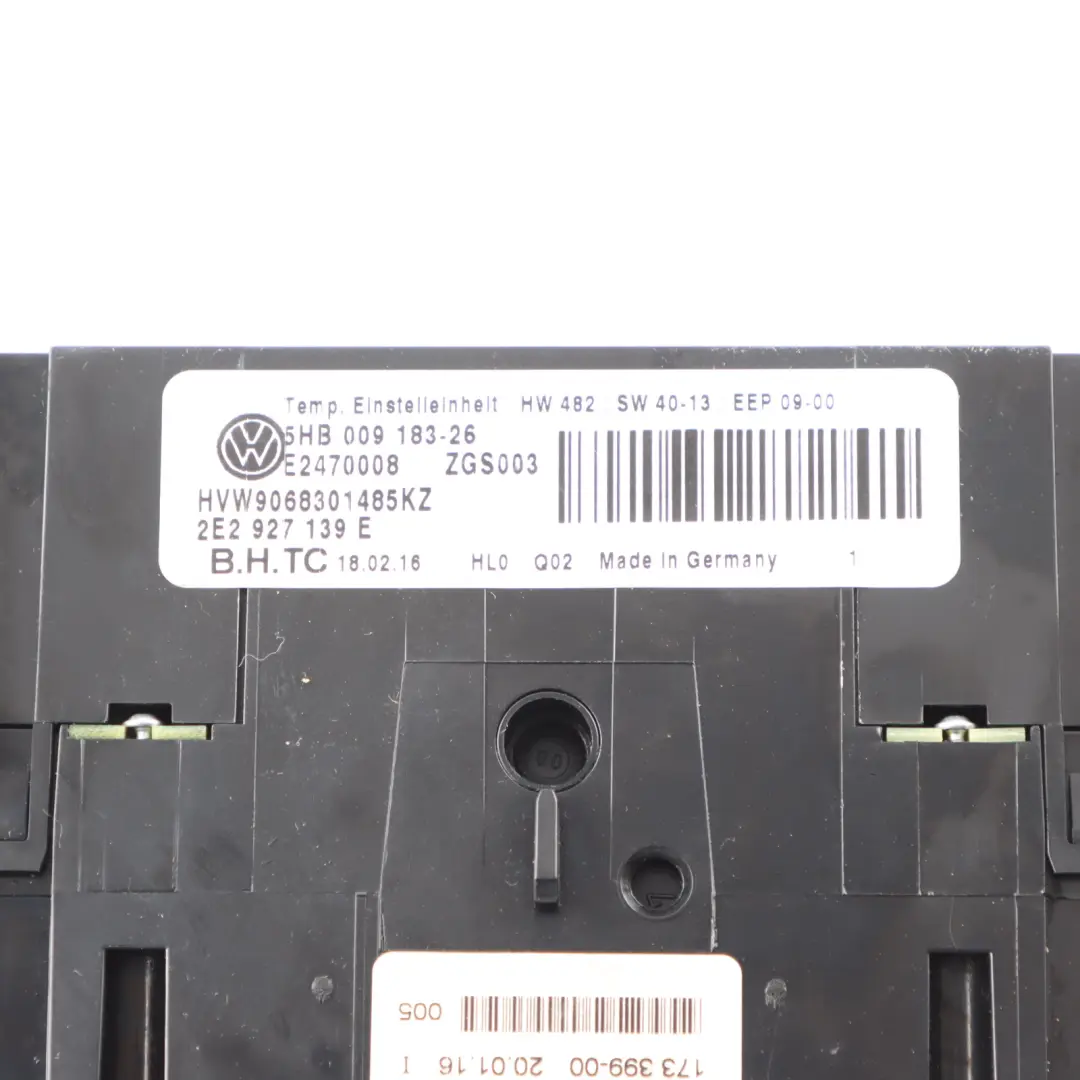 Temp. Einstelleinheit HW 482 SW 40-13 EEP 09-00
5HB 009 183-26
E2470008 ZGS003
HVW9068301485KZ
2E2 927 139 E
B.H.TC 18.02.16 HL0 Q02 Made in Germany 1
005
173 399-00 20.01.16 I